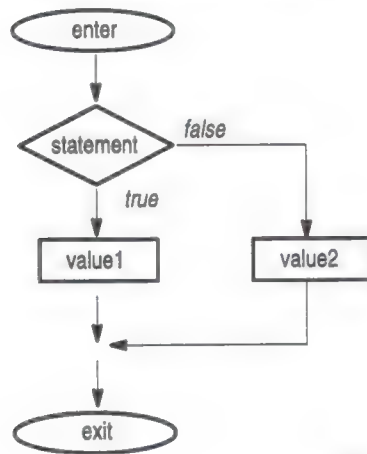 enter
statement
false
true
value1
value2
exit